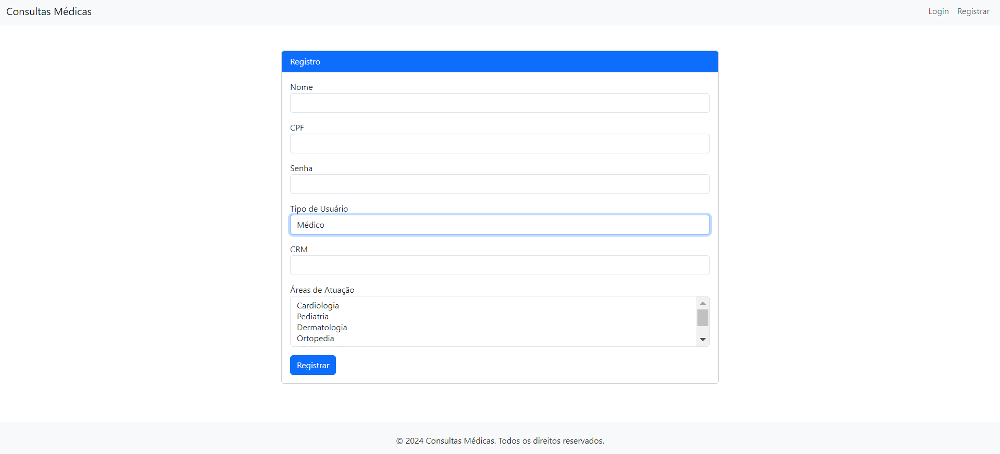 Consultas Médicas
Login Registrar
Registro
Nome
CPF
Senha
Tipo de Usuário
Médico
CRM
Áreas de Atuação
Cardiologia
Pediatria
Dermatologia
Ortopedia
Registrar
© 2024 Consultas Médicas. Todos os direitos reservados.